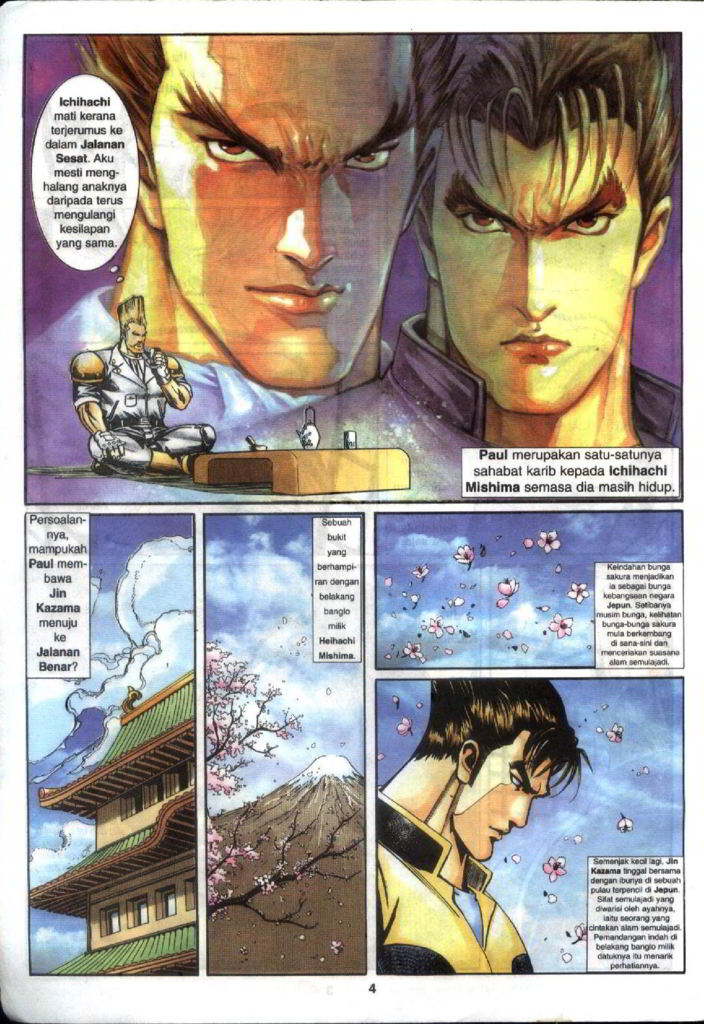 Ichihachi
mati kerana
terjerumus ke
dalam Jalanan
Sesat. Aku
mesti meng-
halang anaknya
daripada terus
mengulangi
kesilapan
yang sama.
Paul merupakan satu-satunya
sahabat karib kepada Ichihachi
Mishima semasa dia masih hidup.
Persoalan-
nya,
mampukah
Paul mem-
bawa
Jin
Kazama
menuju
ke
Jalanan
Benar?
Sebuah
bukit
yang
berhampi-
ran dengan
belakang
banglo
milik
Heihachi
Mishima.
Keindahan bunga
sakura menjadikan
ia sebagai bunga
kebangsaan negara
Jepun. Setibanya
musim bunga, kelihatan
bunga-bunga sakura
mula berkembang
di sana-sini dan
menceriakan suasana
alam semulajadi.
Semenjak kecil lagi, Jin
Kazama tinggal bersama
dengan ibunya di sebuah
pulau terpencil di Jepun.
Sifat semulajadi yang
diwarisi oleh ayahnya,
iaitu seorang yang
cintakan alam semulajadi.
Pemandangan indah di
belakang banglo milik
datuknya itu menarik
perhatiannya.
4